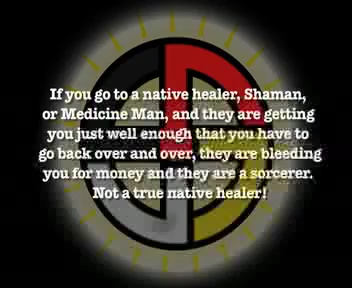 If you go to a native healer, Shaman,
or Medicine Man, and they are getting
you just well enough that you have to
go back over and over, they are bleeding
you for money and they are a sorcerer.
Not a true native healer!